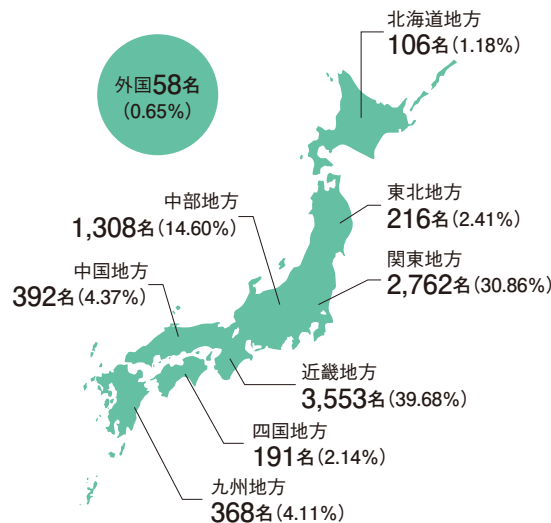 北海道地方
106名(1.18%)
外国58名
(0.65%)
中部地方
1,308名(14.60%)
東北地方
216名(2.41%)
中国地方
392名(4.37%)
関東地方
2,762名(30.86%)
近畿地方
3,553名(39.68%)
四国地方
191名(2.14%)
九州地方
368名(4.11%)